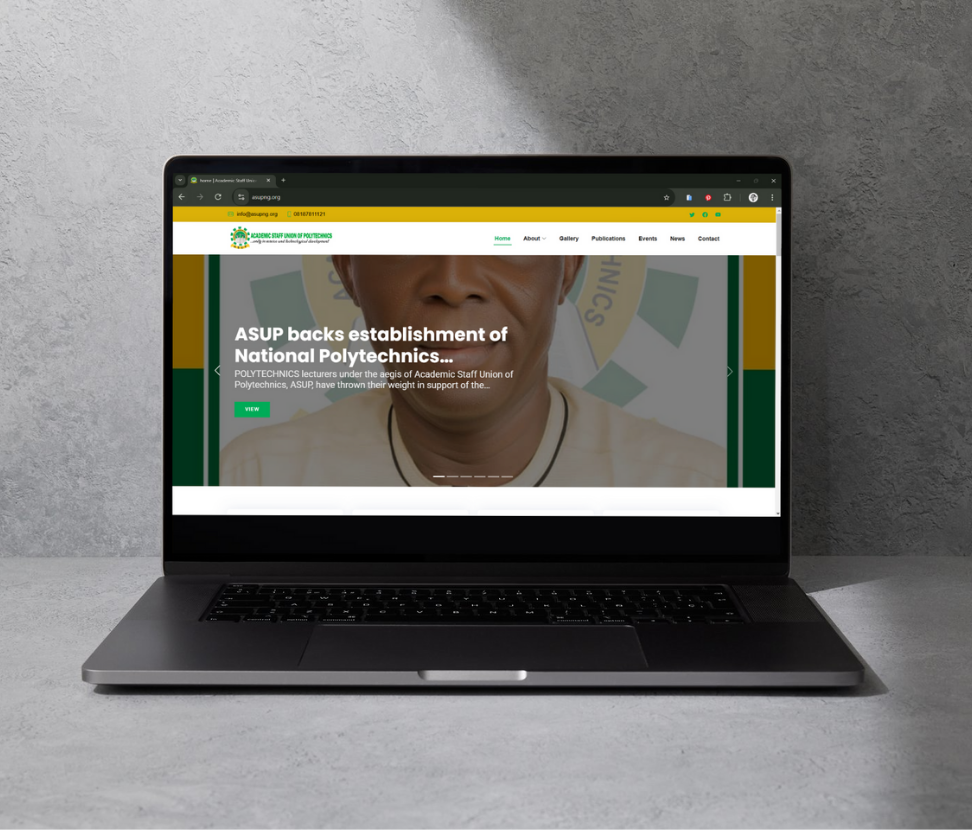 home | Academic Staff Unio
asupng.org
info@asupng.org 08167811121
ACADEMIC STAFF UNION OF POLYTECHNICS
...unity in science and technological development
Home About Gallery Publications Events News Contact
HNICS
ASUP backs establishment of
National Polytechnics...
POLYTECHNICS lecturers under the aegis of Academic Staff Union of
Polytechnics, ASUP, have thrown their weight in support of the...
VIEW